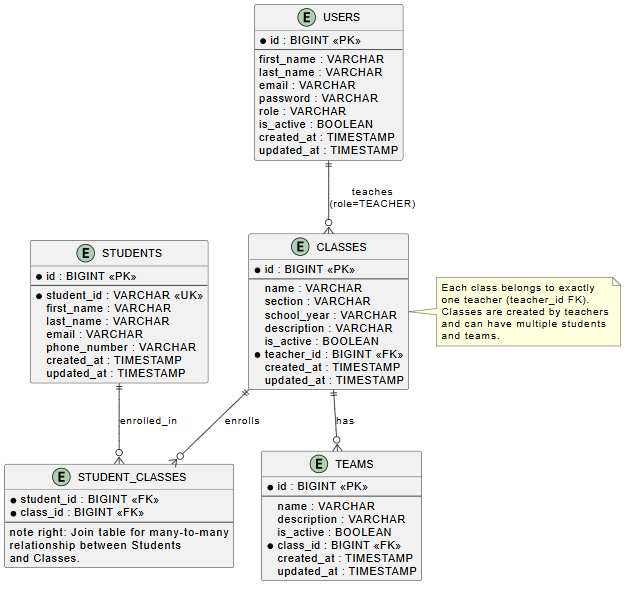 E USERS
id : BIGINT «PK»
first_name : VARCHAR
last_name : VARCHAR
email : VARCHAR
password : VARCHAR
role : VARCHAR
is_active : BOOLEAN
created_at : TIMESTAMP
updated_at : TIMESTAMP
teaches
(role=TEACHER)
E STUDENTS
id : BIGINT «PK»
student_id : VARCHAR «UK»
first_name : VARCHAR
last_name : VARCHAR
email : VARCHAR
phone_number : VARCHAR
created_at : TIMESTAMP
updated_at : TIMESTAMP
E CLASSES
id : BIGINT «PK»
name : VARCHAR
section : VARCHAR
school_year : VARCHAR
description : VARCHAR
is_active : BOOLEAN
teacher_id : BIGINT «FK»
created_at : TIMESTAMP
updated_at : TIMESTAMP
Each class belongs to exactly
one teacher (teacher_id FK).
Classes are created by teachers
and can have multiple students
and teams.
enrolled_in
enrolls
has
E STUDENT_CLASSES
student_id : BIGINT «FK»
class_id : BIGINT «FK»
note right: Join table for many-to-many
relationship between Students
and Classes.
E TEAMS
id : BIGINT «PK»
name : VARCHAR
description : VARCHAR
is_active : BOOLEAN
class_id : BIGINT «FK»
created_at : TIMESTAMP
updated_at : TIMESTAMP